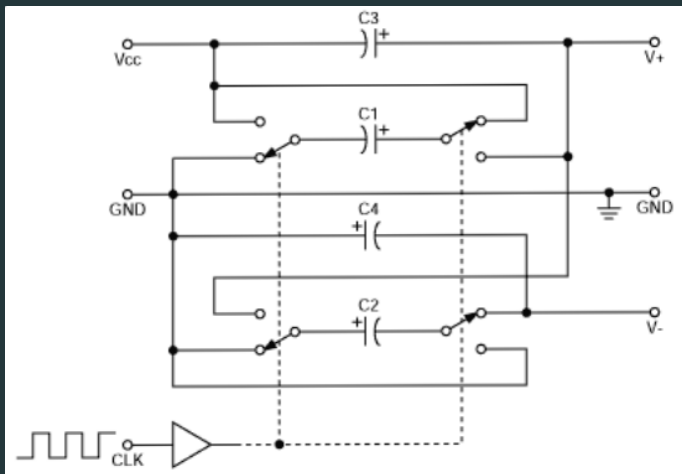 C3
+
Vcc
V+
C1
+
GND
GND
C4
+
C2
+
V-
CLK